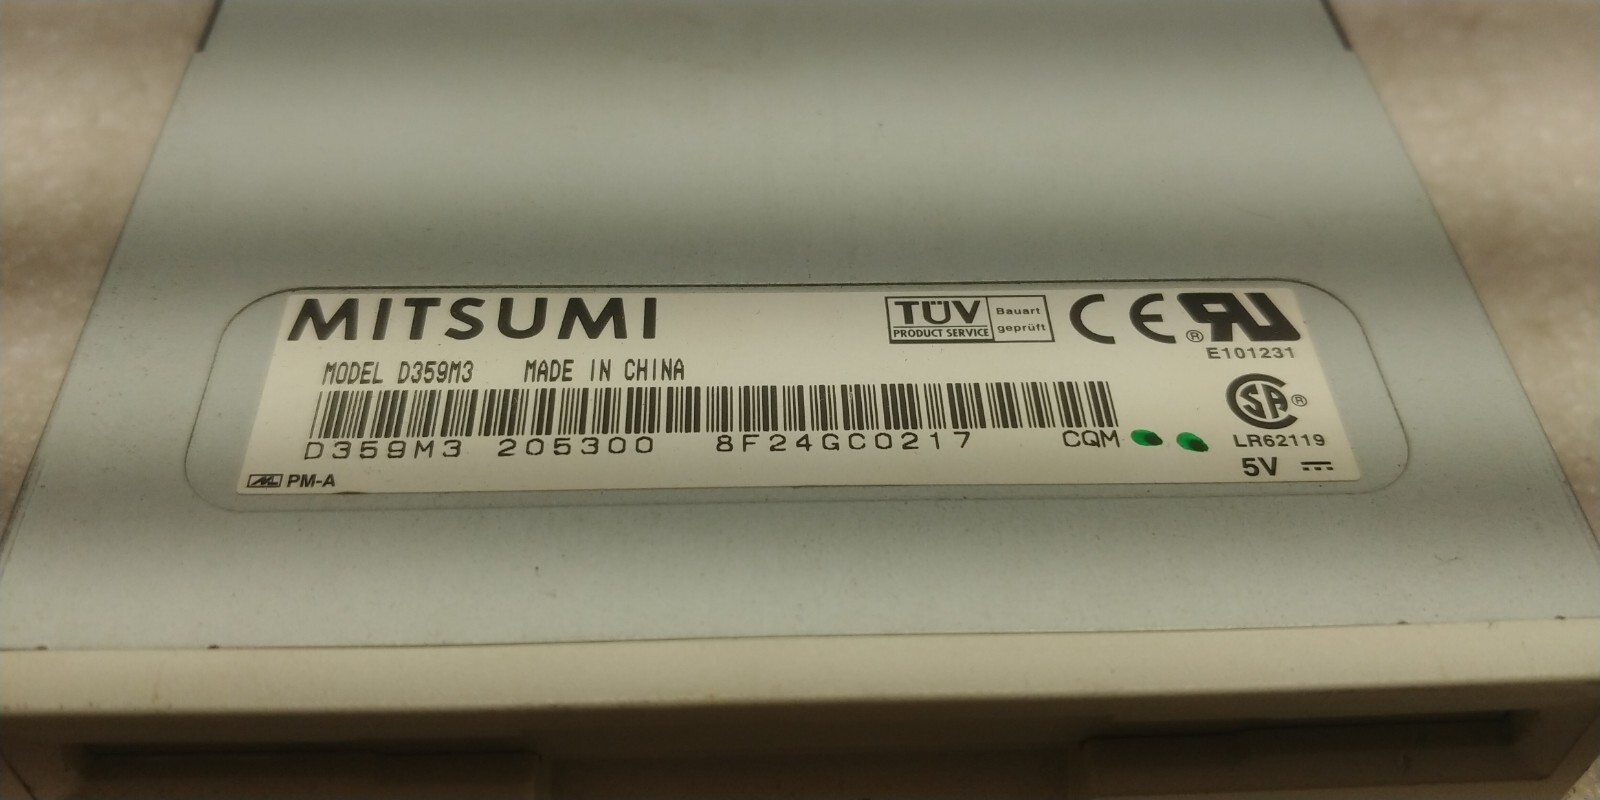 MITSUMI
TÜV
PRODUCT SERVICE
Bauart
geprüft
CE
®
E101231
MODEL D359M3 MADE IN CHINA
D359M3 205300 8F24GC0217 CQM
SA ®
LR62119
5V ⎓
PM-A